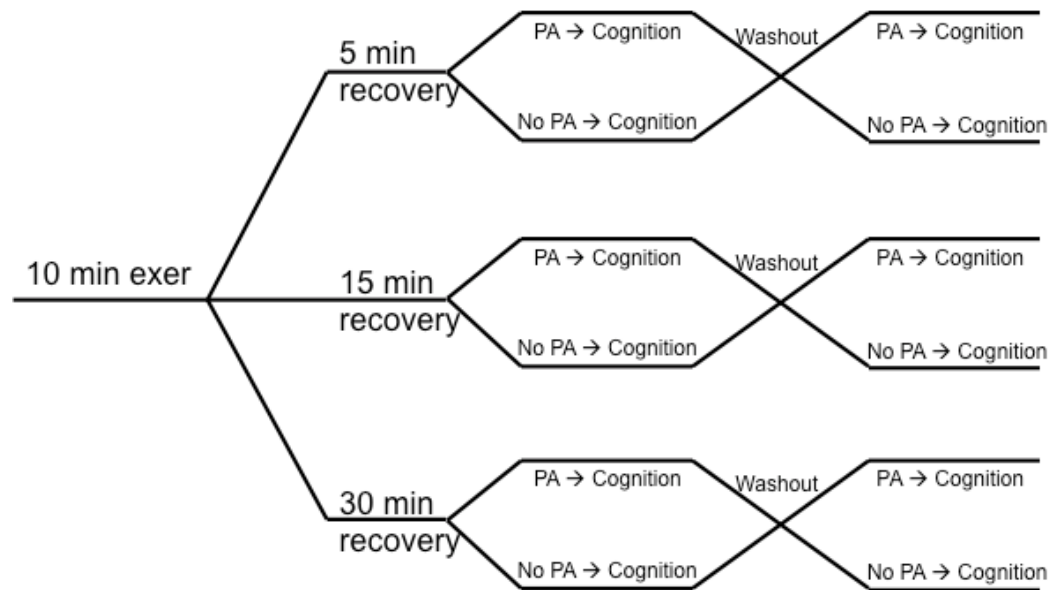 5 min
recovery
PA → Cognition
Washout
PA → Cognition
No PA → Cognition
No PA → Cognition
10 min exer
15 min
recovery
PA → Cognition
Washout
PA → Cognition
No PA → Cognition
No PA → Cognition
30 min
recovery
PA → Cognition
Washout
PA → Cognition
No PA → Cognition
No PA → Cognition